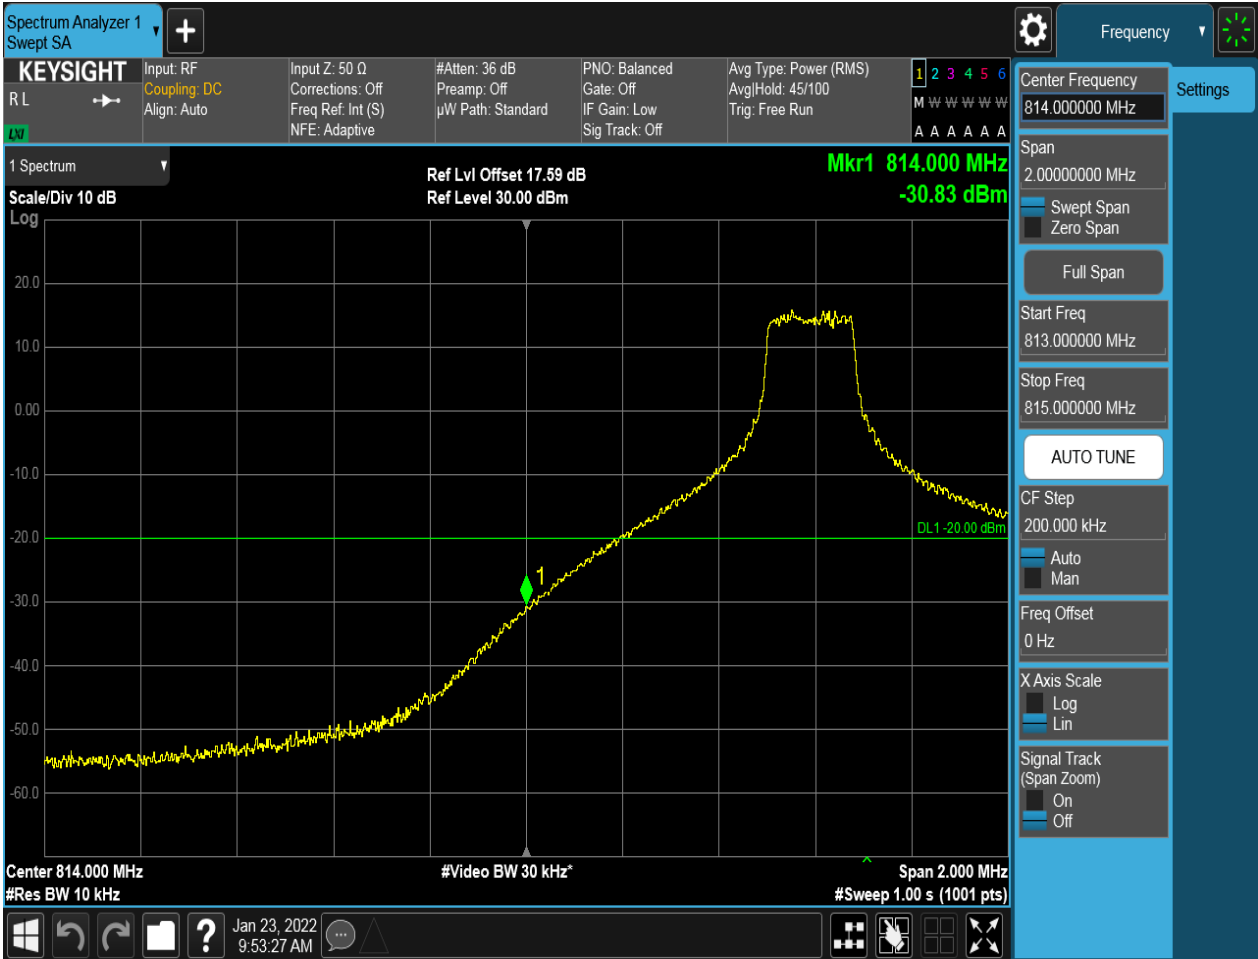 Spectrum Analyzer 1
Swept SA
Frequency
KEYSIGHT
R L
LXI
Input: RF
Coupling: DC
Align: Auto
Input Z: 50 Ω
Corrections: Off
Freq Ref: Int (S)
NFE: Adaptive
#Atten: 36 dB
Preamp: Off
µW Path: Standard
PNO: Balanced
Gate: Off
IF Gain: Low
Sig Track: Off
Avg Type: Power (RMS)
Avg|Hold: 45/100
Trig: Free Run
1 2 3 4 5 6
M W W W W W
A A A A A A
1 Spectrum
Scale/Div 10 dB
Log
Ref Lvl Offset 17.59 dB
Ref Level 30.00 dBm
Mkr1 814.000 MHz
-30.83 dBm
20.0
10.0
0.00
-10.0
-20.0
-30.0
-40.0
-50.0
-60.0
DL1 -20.00 dBm
1
Center 814.000 MHz
#Res BW 10 kHz
#Video BW 30 kHz*
Span 2.000 MHz
#Sweep 1.00 s (1001 pts)
Center Frequency
814.000000 MHz
Span
2.00000000 MHz
Swept Span
Zero Span
Full Span
Start Freq
813.000000 MHz
Stop Freq
815.000000 MHz
AUTO TUNE
CF Step
200.000 kHz
Auto
Man
Freq Offset
0 Hz
X Axis Scale
Log
Lin
Signal Track
(Span Zoom)
On
Off
Settings
?
Jan 23, 2022
9:53:27 AM